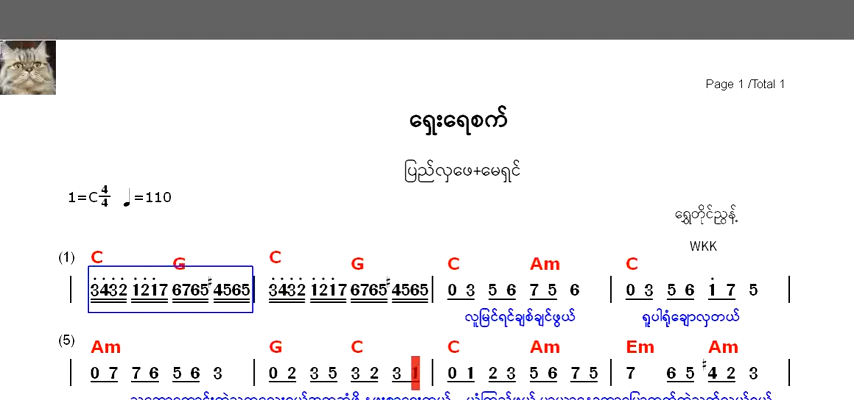 Page 1 /Total 1
ရှေးရေစက်
ပြည်လှဖေ+မေရှင်
1=C 4/4 ♩=110
ရွှေတိုင်ညွန့်
WKK
(1) C G C G C Am C
3432 1217 6765 #4565 | 3432 1217 6765 #4565 | 0 3 5 6 7 5 6 | 0 3 5 6 1 7 5 |
လူမြင်ရင်ချစ်ချင်ဖွယ် ရူပါရုံချောလှတယ်
(5) Am G C C Am Em Am
0 7 7 6 5 6 3 | 0 2 3 5 3 2 3 1 | 0 1 2 3 5 6 7 5 | 7 6 5 #4 2 3 |